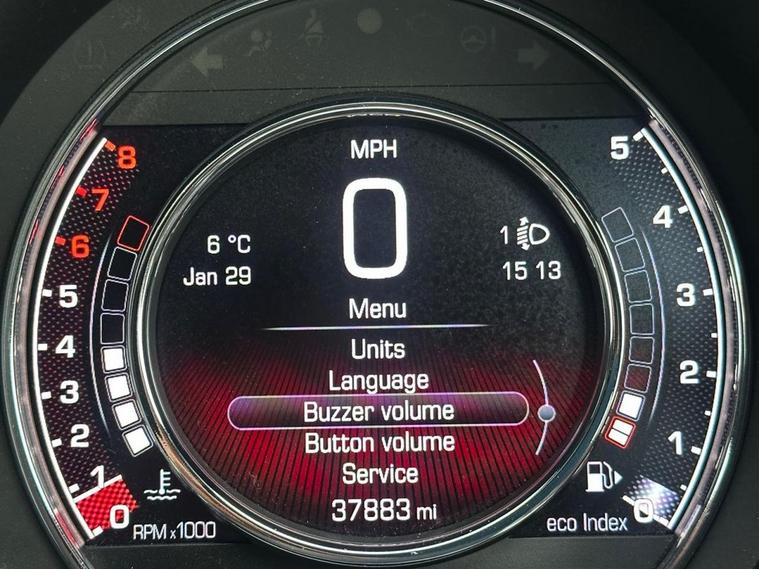 MPH
0
6 °C
Jan 29
1
15 13
Menu
Units
Language
Buzzer volume
Button volume
Service
37883 mi
8
7
6
5
4
3
2
1
0
RPM x1000
5
4
3
2
1
0
eco Index